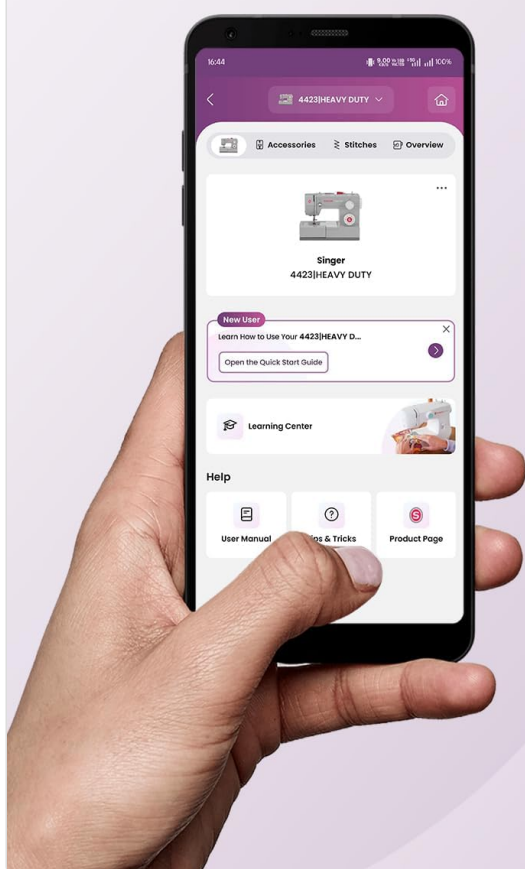 16:44
100%
4423|HEAVY DUTY
Accessories
Stitches
Overview
Singer
4423|HEAVY DUTY
New User
Learn How to Use Your 4423|HEAVY D...
Open the Quick Start Guide
Learning Center
Help
User Manual
& Tricks
Product Page